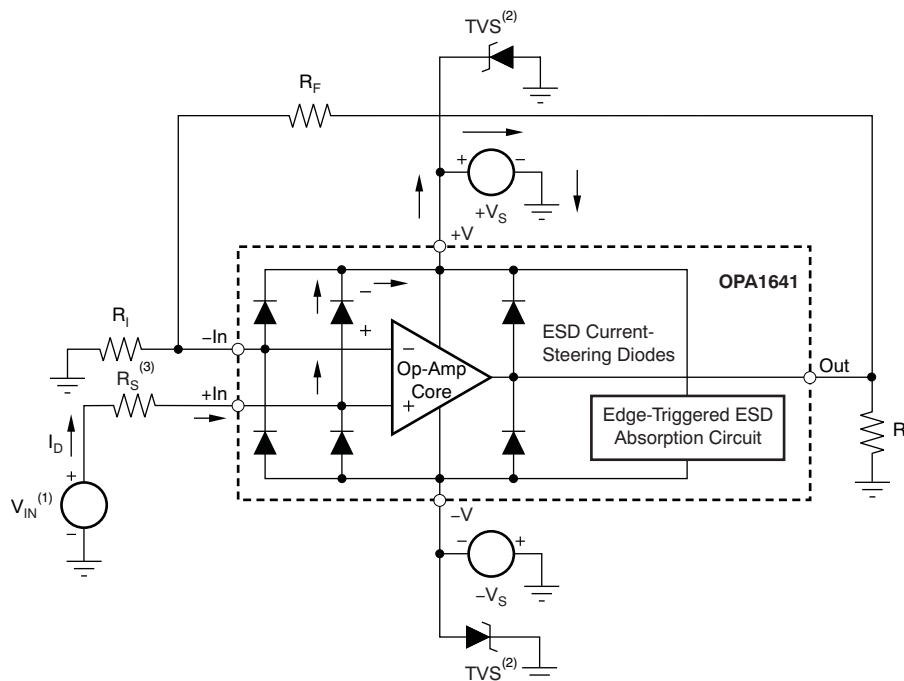 TVS(2)
RF
+ −
+VS
+V
OPA1641
−
+
RI
−In
−
Op-Amp
Core
+
ESD Current-
Steering Diodes
Out
RS(3)
+In
Edge-Triggered ESD
Absorption Circuit
R
ID
+
VIN(1)
−
−V
− +
−VS
TVS(2)